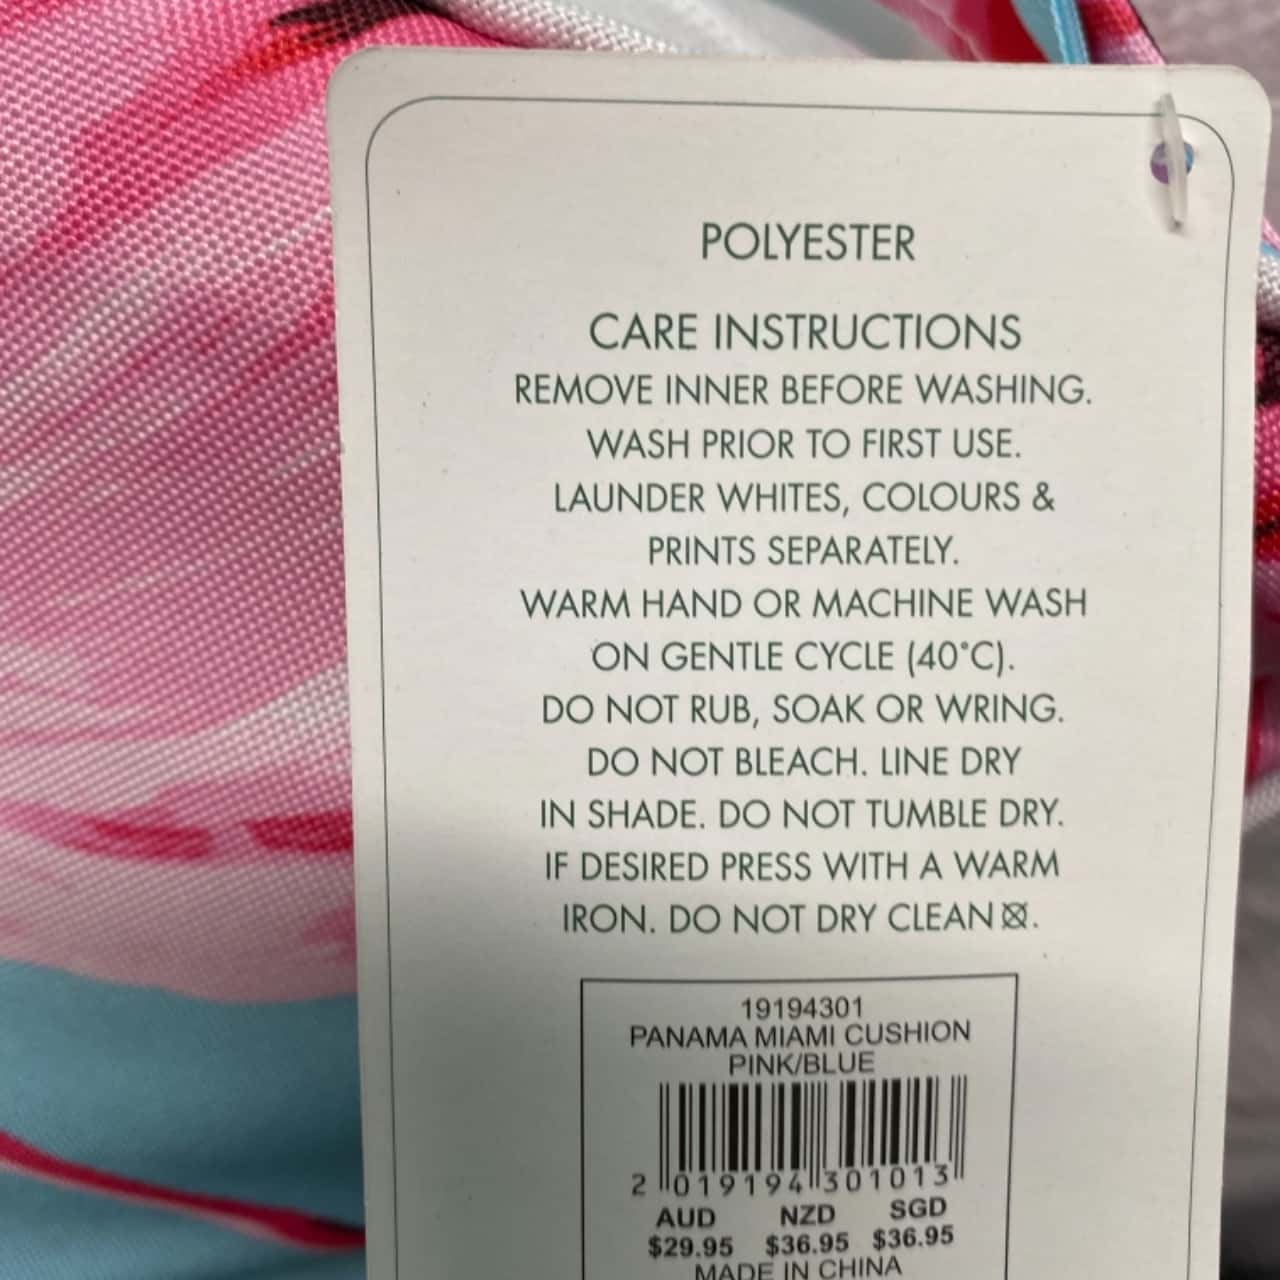 POLYESTER
CARE INSTRUCTIONS
REMOVE INNER BEFORE WASHING.
WASH PRIOR TO FIRST USE.
LAUNDER WHITES, COLOURS &
PRINTS SEPARATELY.
WARM HAND OR MACHINE WASH
ON GENTLE CYCLE (40°C).
DO NOT RUB, SOAK OR WRING.
DO NOT BLEACH. LINE DRY
IN SHADE. DO NOT TUMBLE DRY.
IF DESIRED PRESS WITH A WARM
IRON. DO NOT DRY CLEAN.
19194301
PANAMA MIAMI CUSHION
PINK/BLUE
2 019194 301013
AUD NZD SGD
$29.95 $36.95 $36.95
MADE IN CHINA